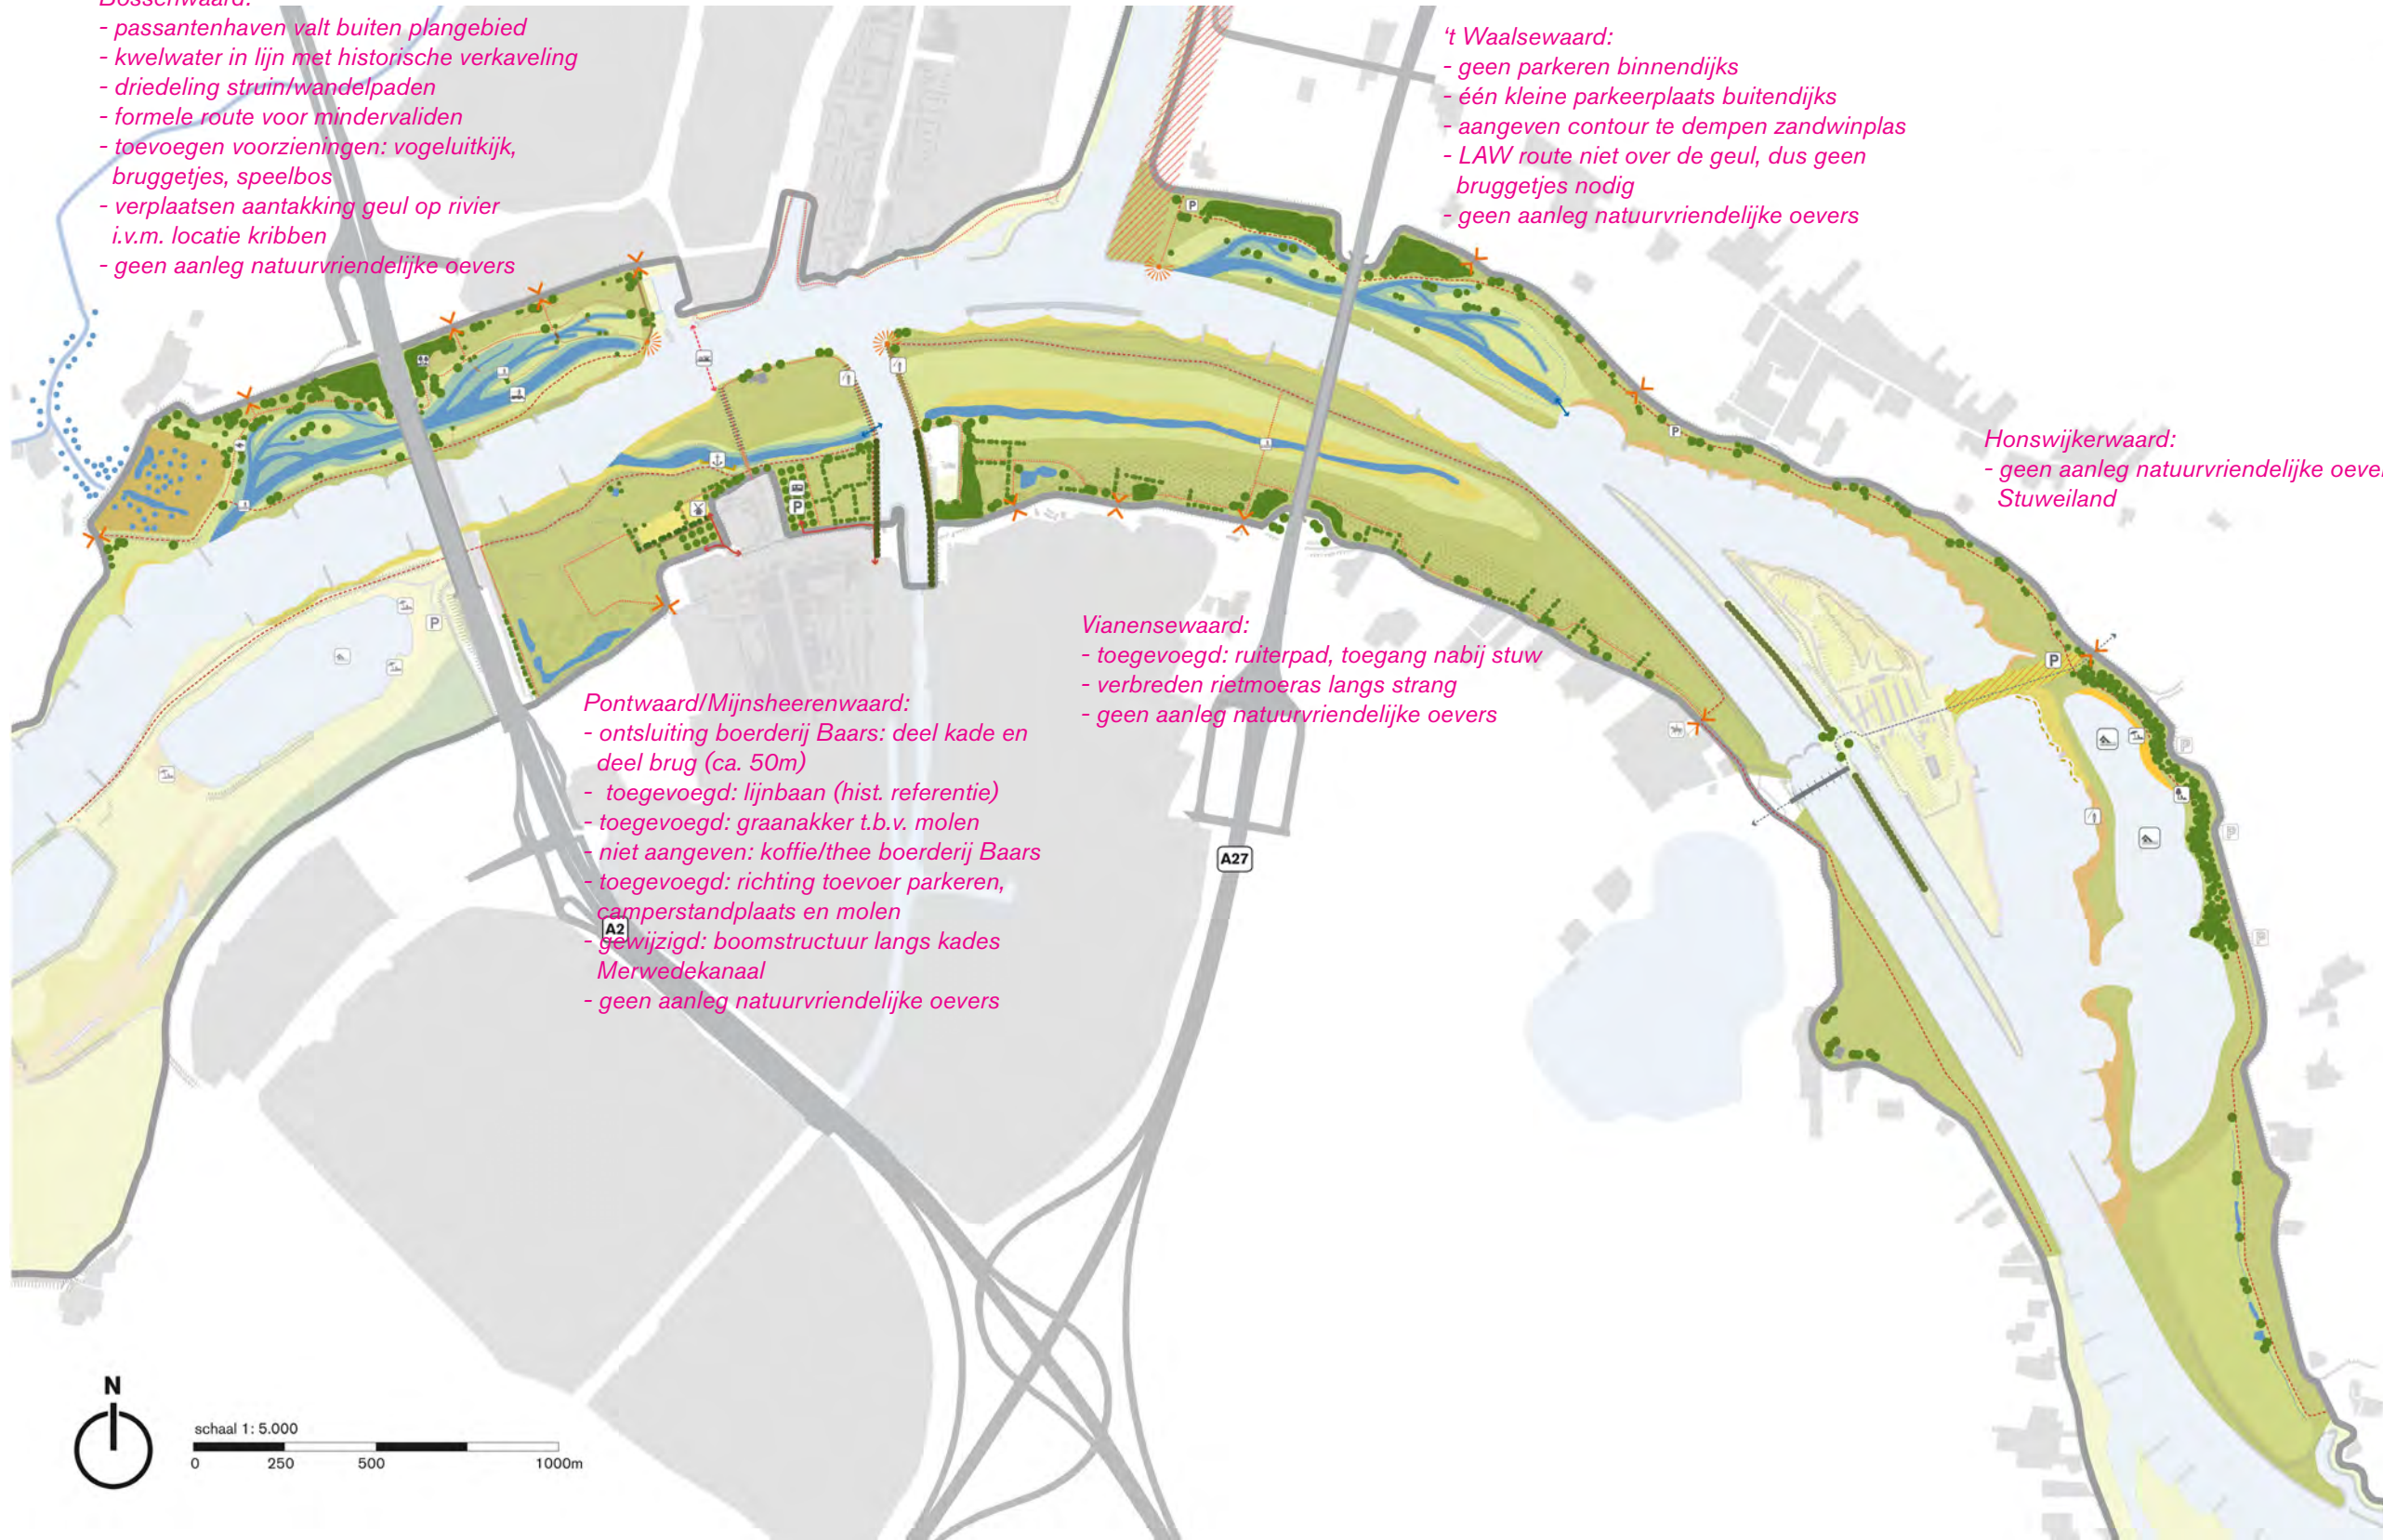 Bossenwaard:
- passantenhaven valt buiten plangebied
- kwelwater in lijn met historische verkaveling
- driedeling struin/wandelpaden
- formele route voor mindervaliden
- toevoegen voorzieningen: vogeluitkijk,
bruggetjes, speelbos
- verplaatsen aantakking geul op rivier
i.v.m. locatie kribben
- geen aanleg natuurvriendelijke oevers
‘t Waalsewaard:
- geen parkeren binnendijks
- één kleine parkeerplaats buitendijks
- aangeven contour te dempen zandwinplas
- LAW route niet over de geul, dus geen
bruggetjes nodig
- geen aanleg natuurvriendelijke oevers
P
Honswijkerwaard:
- geen aanleg natuurvriendelijke oever
Stuweiland
P
P
P
P
Vianensewaard:
- toegevoegd: ruiterpad, toegang nabij stuw
- verbreden rietmoeras langs strang
- geen aanleg natuurvriendelijke oevers
Pontwaard/Mijnsheerenwaard:
- ontsluiting boerderij Baars: deel kade en
deel brug (ca. 50m)
- toegevoegd: lijnbaan (hist. referentie)
- toegevoegd: graanakker t.b.v. molen
- niet aangeven: koffie/thee boerderij Baars
- toegevoegd: richting toevoer parkeren,
camperstandplaats en molen
- gewijzigd: boomstructuur langs kades
Merwedekanaal
- geen aanleg natuurvriendelijke oevers
P
P
P
A27
A2
N
schaal 1: 5.000
0 250 500 1000m